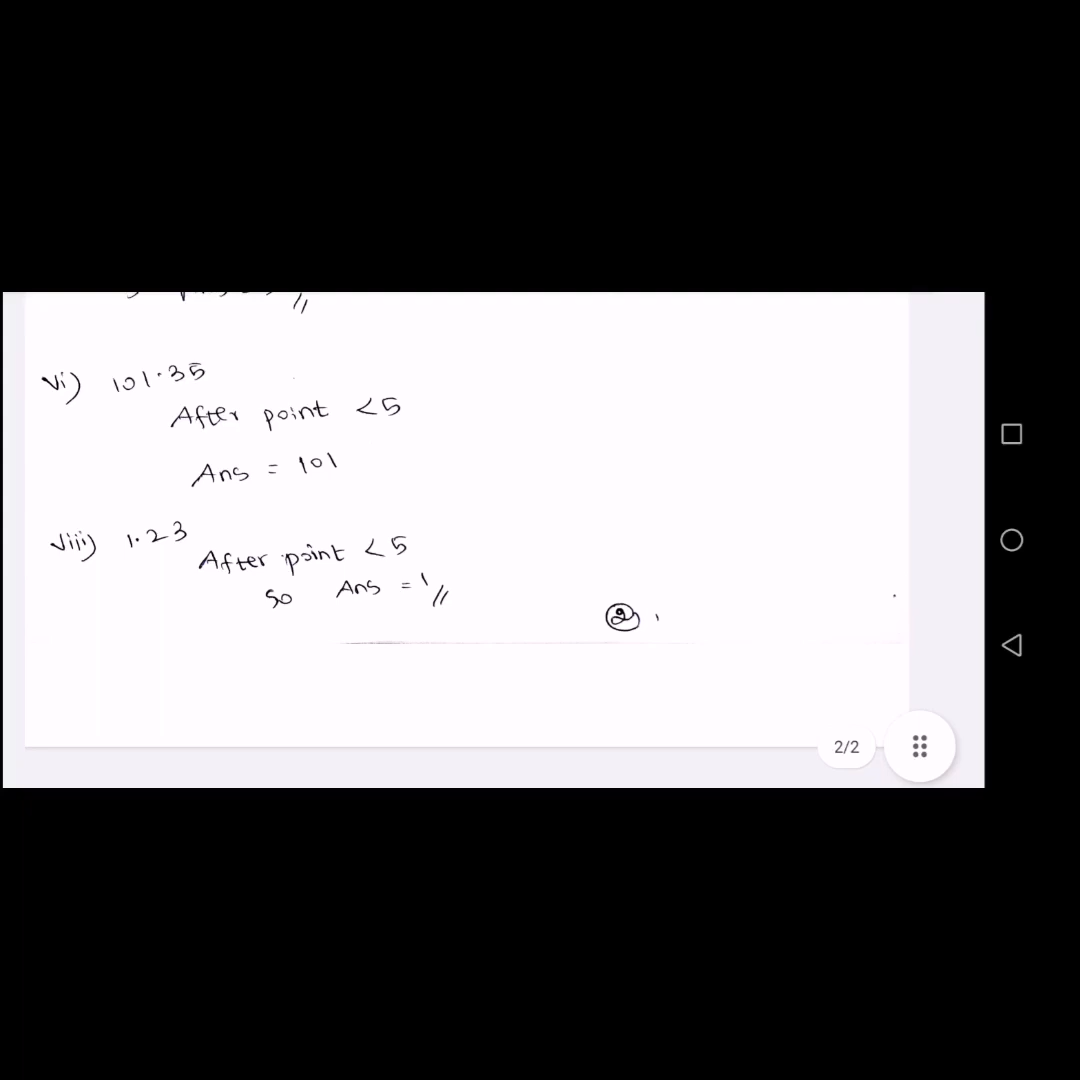 vi) 101.35
After point <5
Ans = 101
viii) 1.23
After point <5
So Ans = 1//
2
2/2